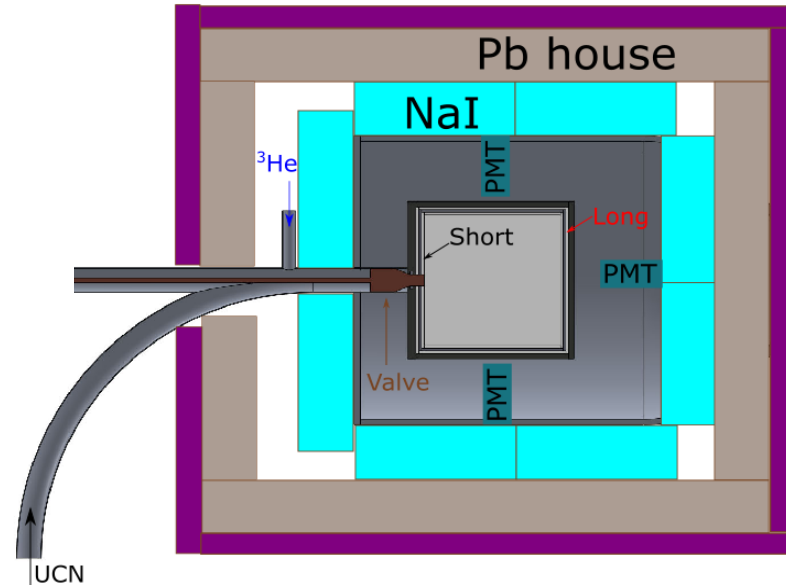 Pb house
NaI
³He
PMT
Long
Short
PMT
Valve
PMT
UCN